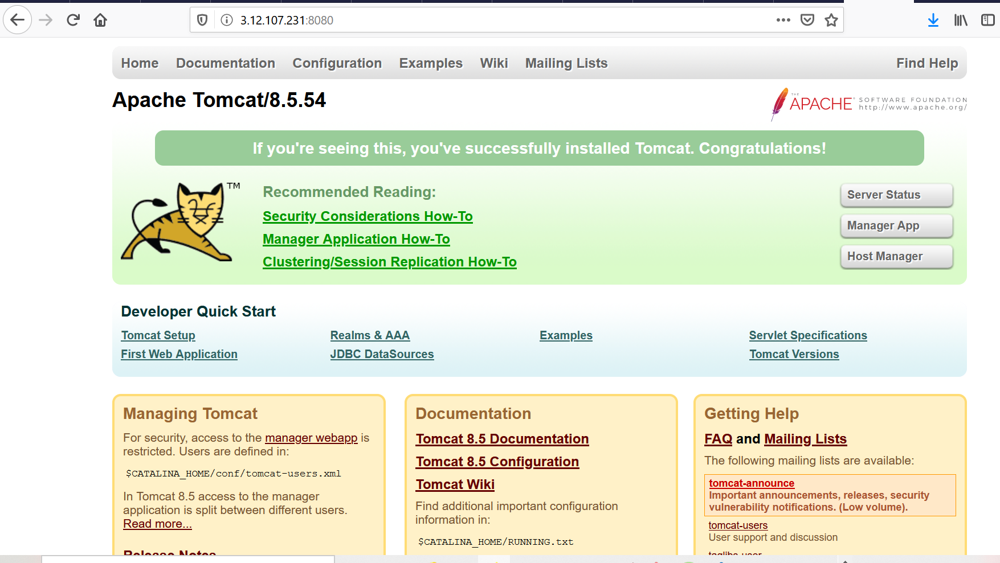 3.12.107.231:8080
Home Documentation Configuration Examples Wiki Mailing Lists Find Help
Apache Tomcat/8.5.54
THE APACHE® SOFTWARE FOUNDATION
http://www.apache.org/
If you're seeing this, you've successfully installed Tomcat. Congratulations!
TM
Recommended Reading:
Security Considerations How-To
Manager Application How-To
Clustering/Session Replication How-To
Server Status
Manager App
Host Manager
Developer Quick Start
Tomcat Setup
First Web Application
Realms & AAA
JDBC DataSources
Examples
Servlet Specifications
Tomcat Versions
Managing Tomcat
For security, access to the manager webapp is
restricted. Users are defined in:
$CATALINA_HOME/conf/tomcat-users.xml
In Tomcat 8.5 access to the manager
application is split between different users.
Read more...
Release Notes
Documentation
Tomcat 8.5 Documentation
Tomcat 8.5 Configuration
Tomcat Wiki
Find additional important configuration
information in:
$CATALINA_HOME/RUNNING.txt
Getting Help
FAQ and Mailing Lists
The following mailing lists are available:
tomcat-announce
Important announcements, releases, security
vulnerability notifications. (Low volume).
tomcat-users
User support and discussion
taglibs-user